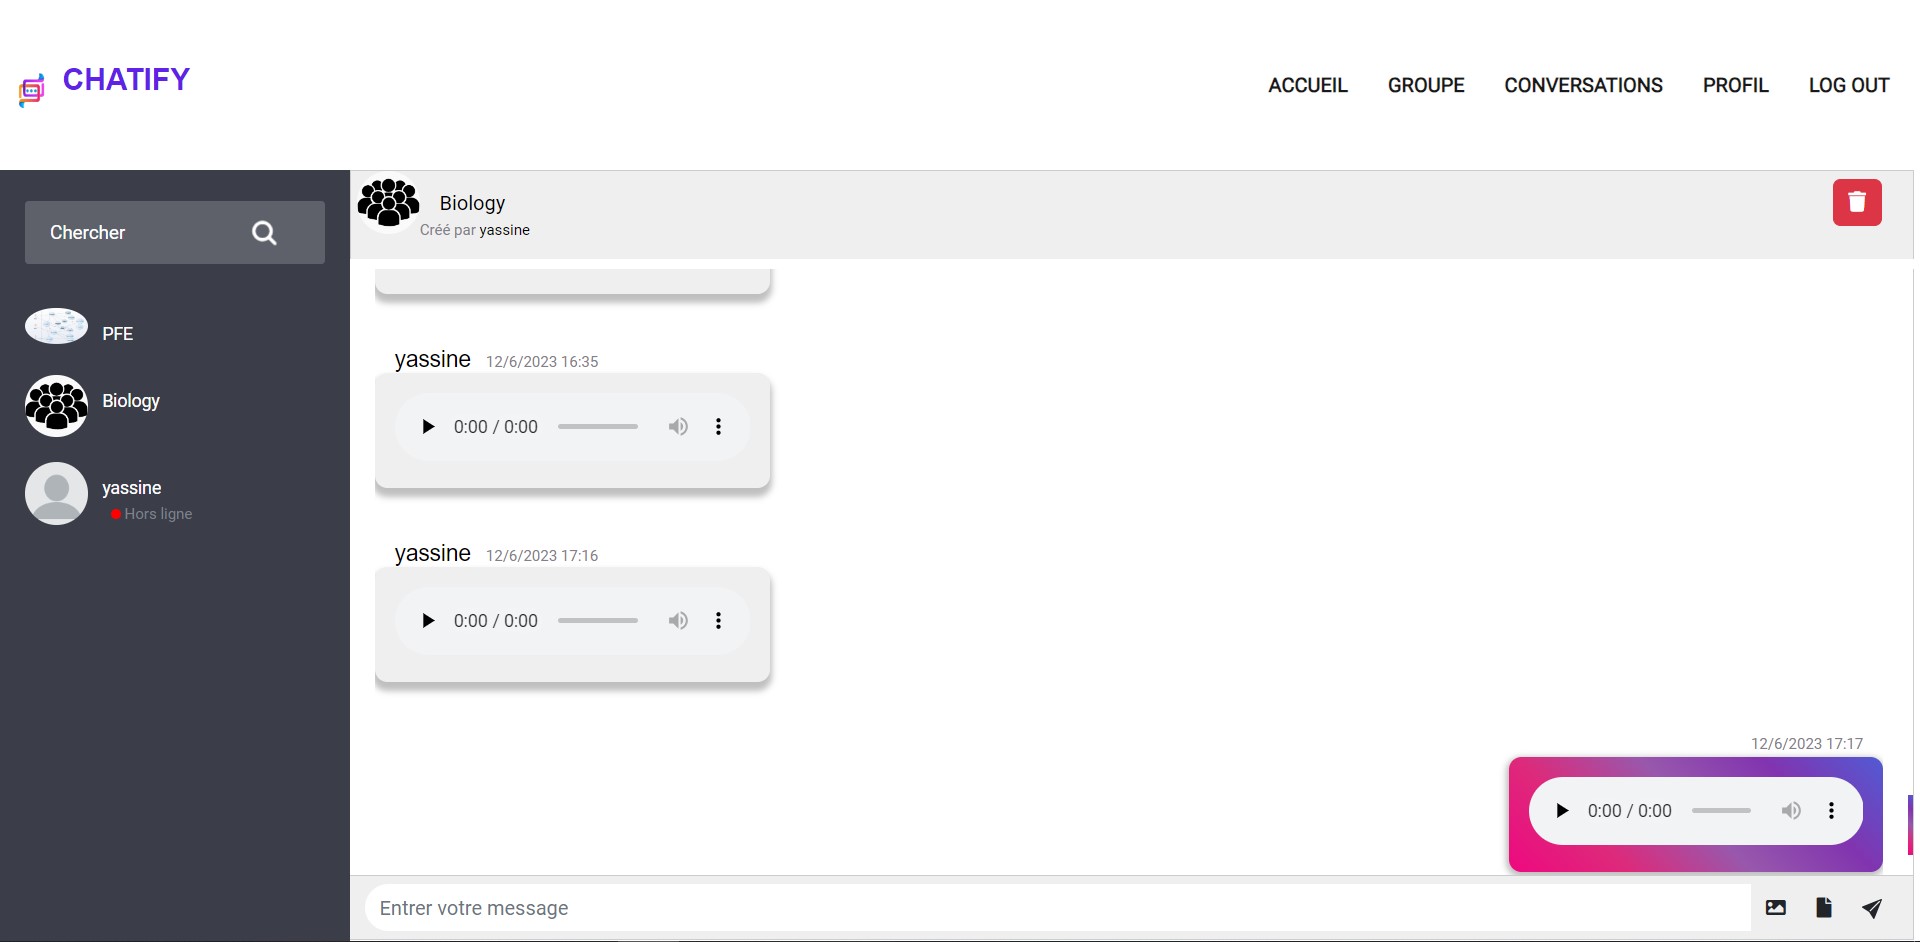 CHATIFY
ACCUEIL GROUPE CONVERSATIONS PROFIL LOG OUT
Chercher
PFE
Biology
yassine
Hors ligne
Biology
Créé par yassine
yassine 12/6/2023 16:35
0:00 / 0:00
yassine 12/6/2023 17:16
0:00 / 0:00
12/6/2023 17:17
0:00 / 0:00
Entrer votre message